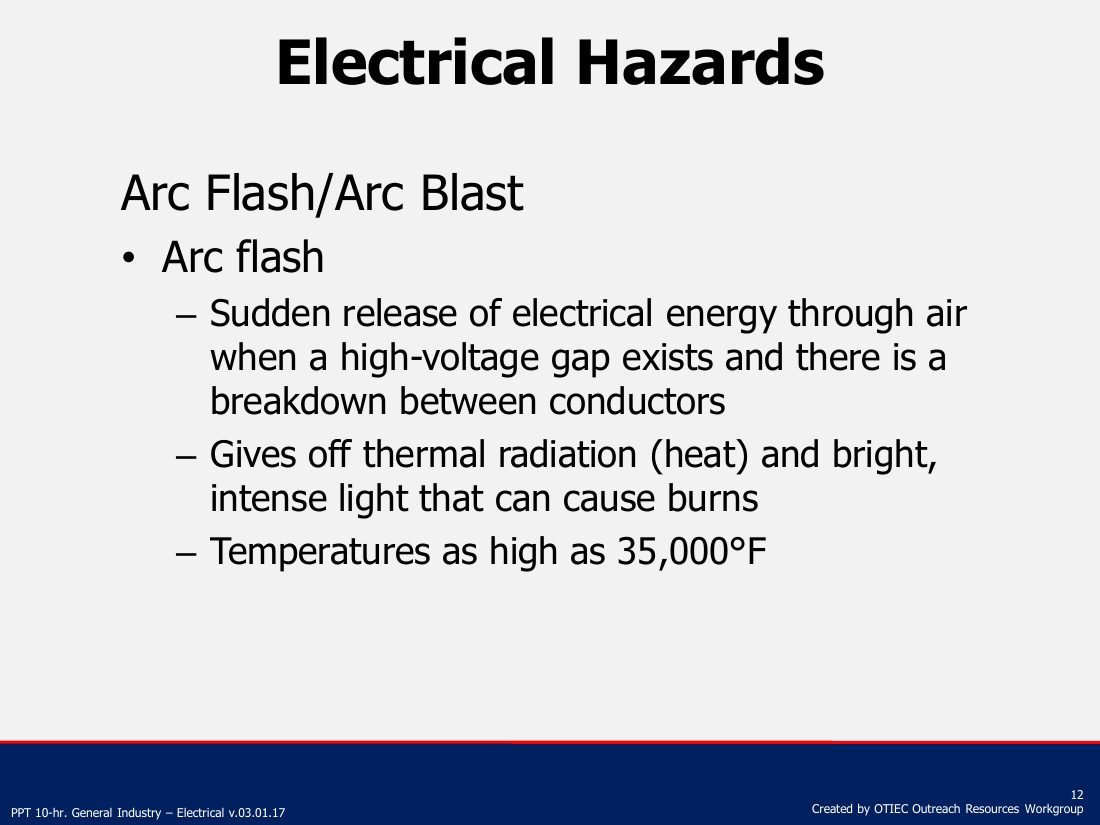 Electrical Hazards
Arc Flash/Arc Blast
• Arc flash
– Sudden release of electrical energy through air
when a high-voltage gap exists and there is a
breakdown between conductors
– Gives off thermal radiation (heat) and bright,
intense light that can cause burns
– Temperatures as high as 35,000°F
12
PPT 10-hr. General Industry – Electrical v.03.01.17
Created by OTIEC Outreach Resources Workgroup